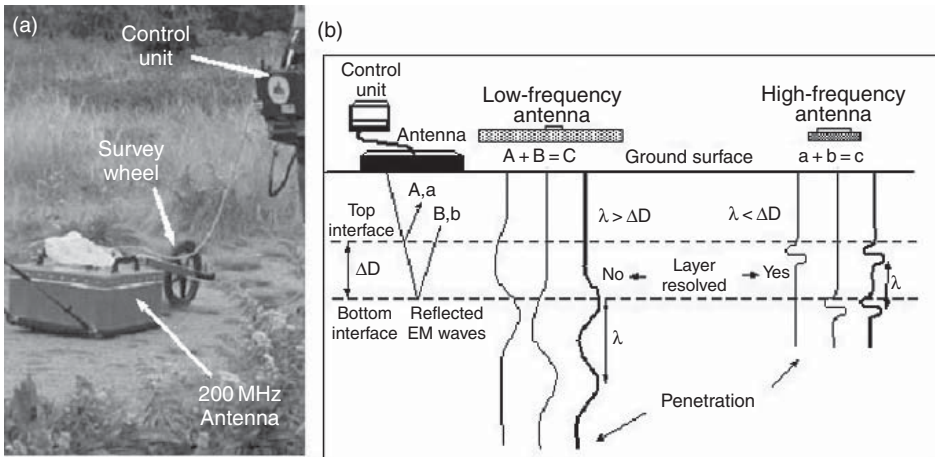 (a)
Control
unit
Survey
wheel
200 MHz
Antenna
(b)
Control
unit
Antenna
Low-frequency
antenna
A + B = C
Ground surface
High-frequency
antenna
a + b = c
A,a
B,b
λ > ΔD
λ < ΔD
Top
interface
ΔD
No
Layer
resolved
Yes
λ
Bottom
interface
Reflected
EM waves
λ
Penetration